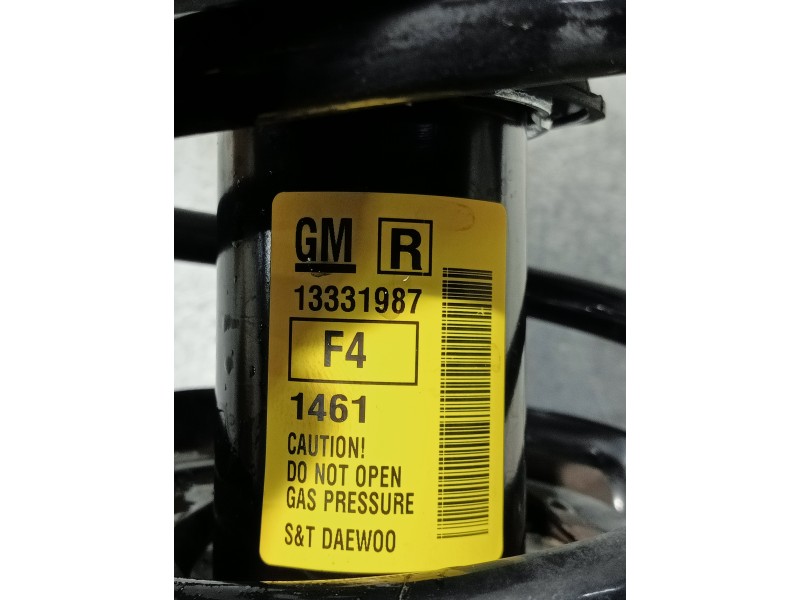 GM R
13331987
F4
1461
CAUTION!
DO NOT OPEN
GAS PRESSURE
S&T DAEWOO